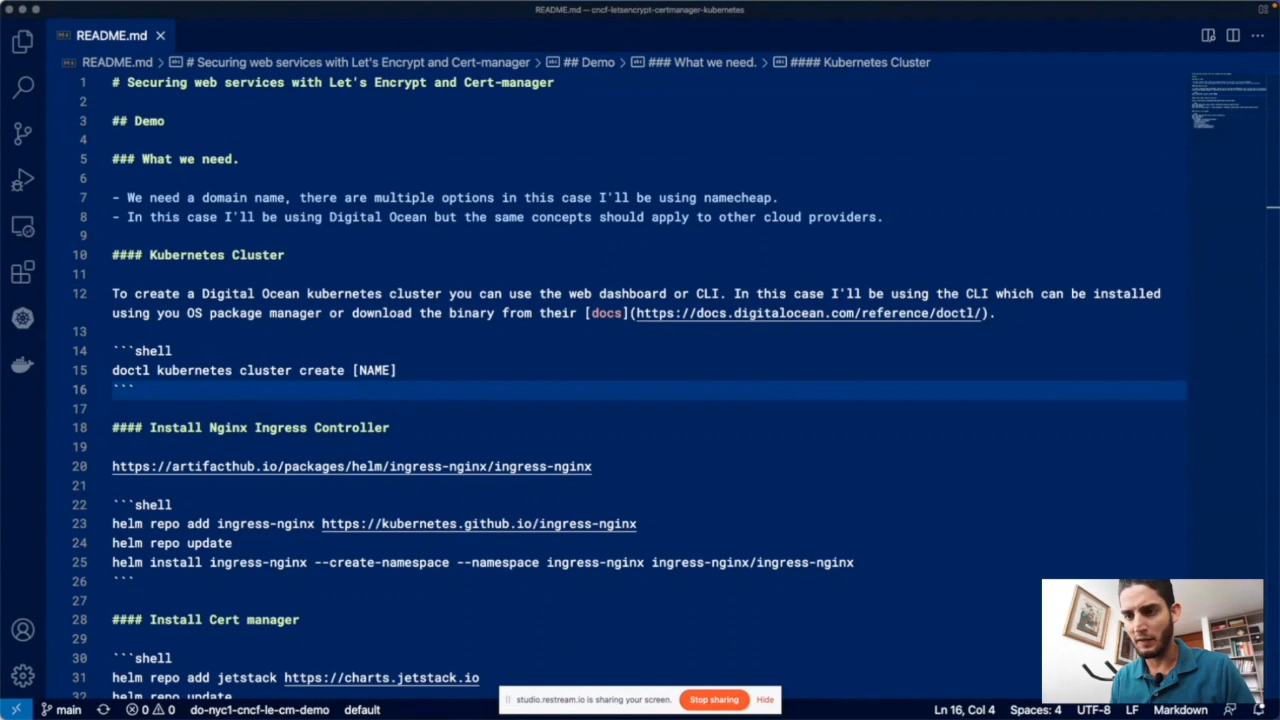 README.md — cncf-letsencrypt-certmanager-kubernetes
README.md
README.md > # Securing web services with Let's Encrypt and Cert-manager > ## Demo > ### What we need. > #### Kubernetes Cluster
1 # Securing web services with Let's Encrypt and Cert-manager
2
3 ## Demo
4
5 ### What we need.
6
7 - We need a domain name, there are multiple options in this case I'll be using namecheap.
8 - In this case I'll be using Digital Ocean but the same concepts should apply to other cloud providers.
9
10 #### Kubernetes Cluster
11
12 To create a Digital Ocean kubernetes cluster you can use the web dashboard or CLI. In this case I'll be using the CLI which can be installed
using you OS package manager or download the binary from their [docs](https://docs.digitalocean.com/reference/doctl/).
13
14 ```shell
15 doctl kubernetes cluster create [NAME]
16 ```
17
18 #### Install Nginx Ingress Controller
19
20 https://artifacthub.io/packages/helm/ingress-nginx/ingress-nginx
21
22 ```shell
23 helm repo add ingress-nginx https://kubernetes.github.io/ingress-nginx
24 helm repo update
25 helm install ingress-nginx --create-namespace --namespace ingress-nginx ingress-nginx/ingress-nginx
26 ```
27
28 #### Install Cert manager
29
30 ```shell
31 helm repo add jetstack https://charts.jetstack.io
32 helm repo update
studio.restream.io is sharing your screen. Stop sharing Hide
main 0 0 do-nyc1-cncf-le-cm-demo default Ln 16, Col 4 Spaces: 4 UTF-8 LF Markdown